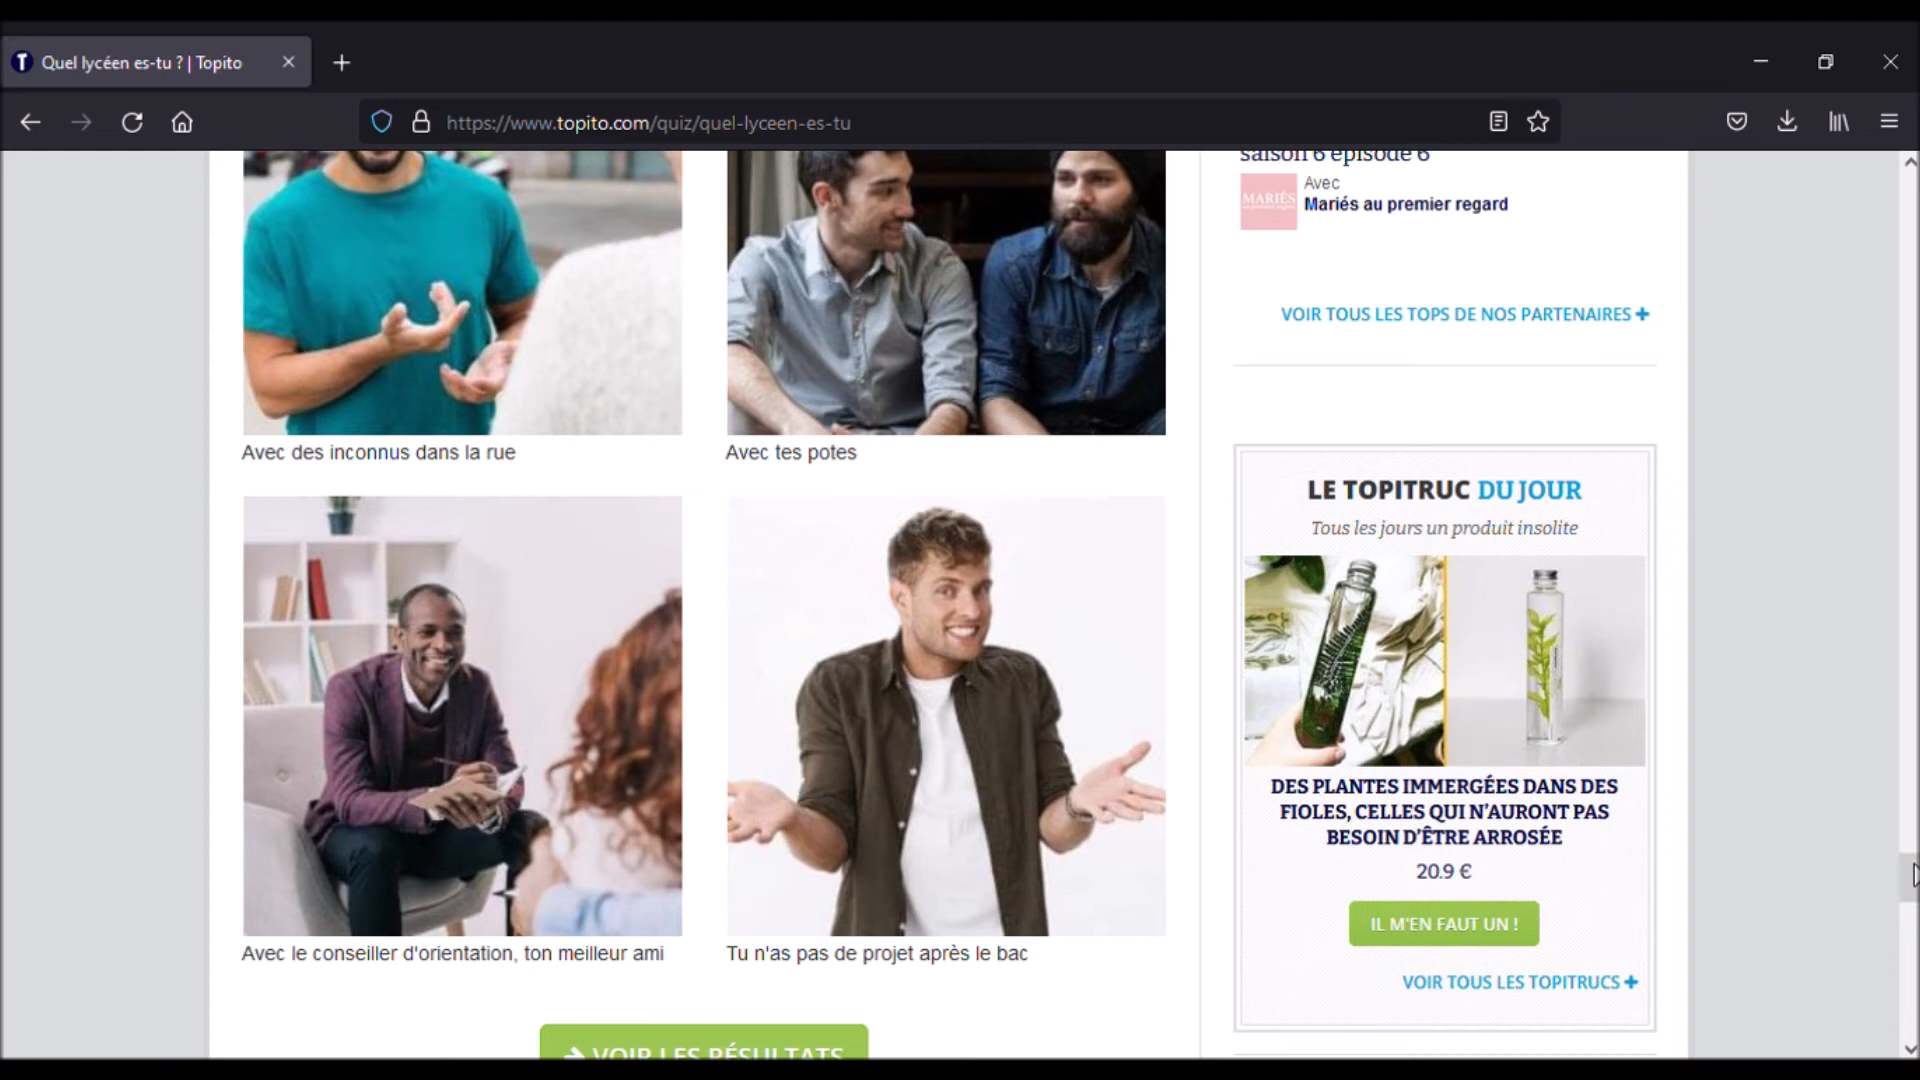 Quel lycéen es-tu ? | Topito
https://www.topito.com/quiz/quel-lyceen-es-tu
Avec des inconnus dans la rue
Avec tes potes
Avec le conseiller d'orientation, ton meilleur ami
Tu n'as pas de projet après le bac
VOIR LES RÉSULTATS
saison 6 épisode 6
MARIÉS
Avec
Mariés au premier regard
VOIR TOUS LES TOPS DE NOS PARTENAIRES
LE TOPITRUC DU JOUR
Tous les jours un produit insolite
DES PLANTES IMMERGÉES DANS DES
FIOLES, CELLES QUI N'AURONT PAS
BESOIN D'ÊTRE ARROSÉE
20.9 €
IL M'EN FAUT UN !
VOIR TOUS LES TOPITRUCS